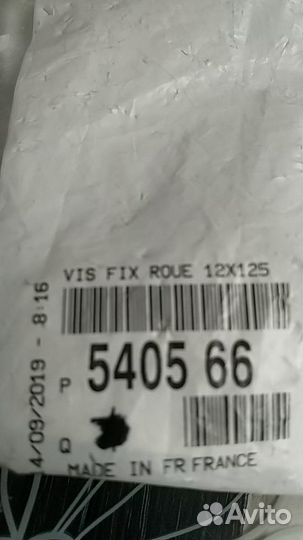 VIS FIX ROUE 12X125
P 5405 66
Q
MADE IN FR FRANCE
4/09/2019 - 8:16
Avito